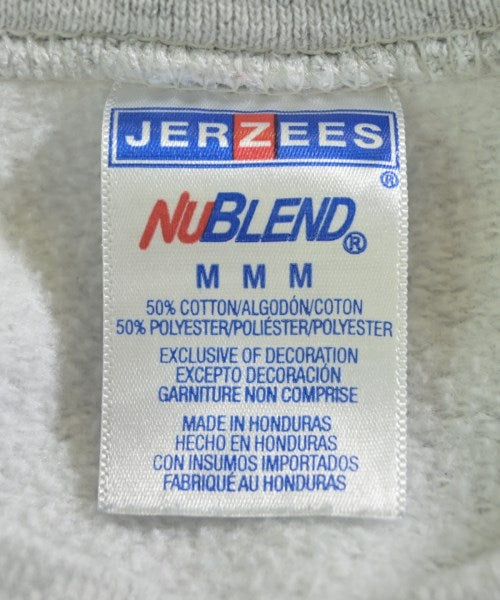 JERZEES
®
NUBLEND®
M M M
50% COTTON/ALGODÓN/COTON
50% POLYESTER/POLIÉSTER/POLYESTER
EXCLUSIVE OF DECORATION
EXCEPTO DECORACIÓN
GARNITURE NON COMPRISE
MADE IN HONDURAS
HECHO EN HONDURAS
CON INSUMOS IMPORTADOS
FABRIQUÉ AU HONDURAS